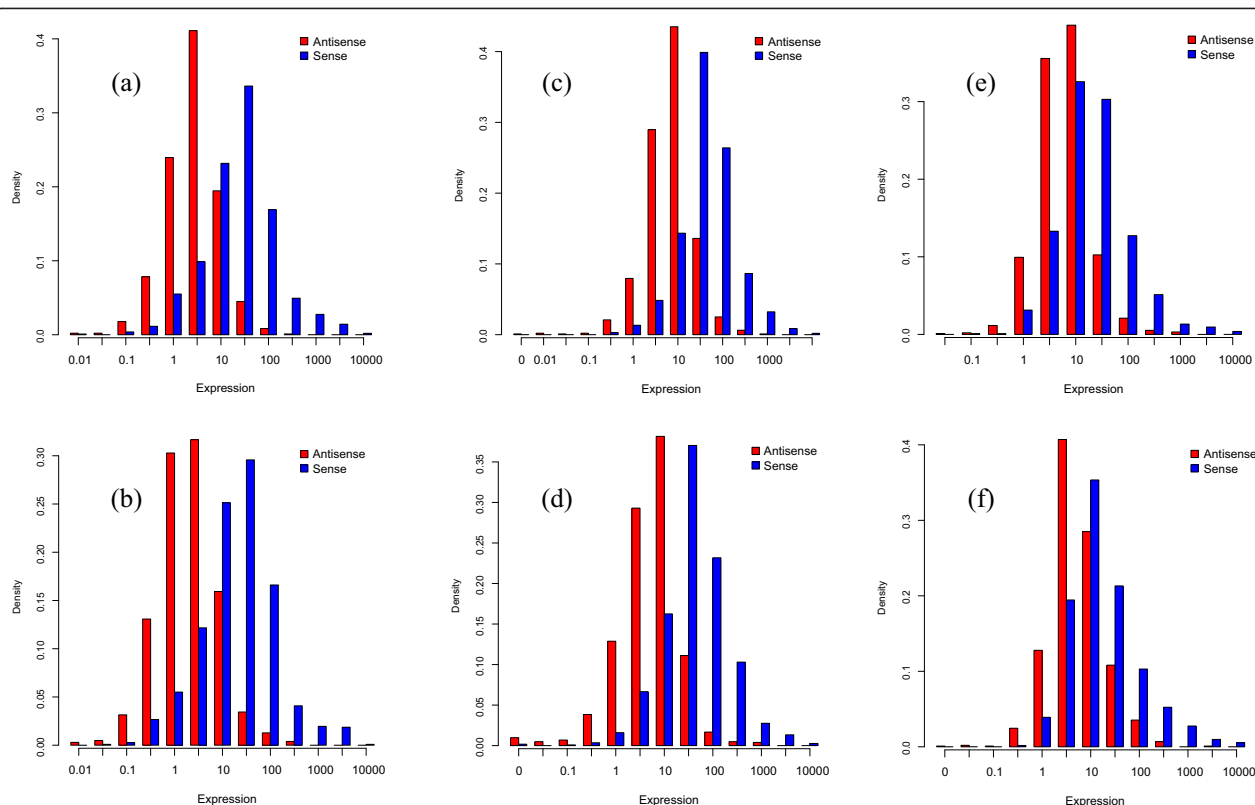 (a)
Antisense
Sense
Density
0.0 0.1 0.2 0.3 0.4
0.01 0.1 1 10 100 1000 10000
Expression
(c)
Antisense
Sense
Density
0.0 0.1 0.2 0.3 0.4
0 0.01 0.1 1 10 100 1000 10000
Expression
(e)
Antisense
Sense
Density
0.0 0.1 0.2 0.3
0.1 1 10 100 1000 10000
Expression
(b)
Antisense
Sense
Density
0.00 0.05 0.10 0.15 0.20 0.25 0.30
0.01 0.1 1 10 100 1000 10000
Expression
(d)
Antisense
Sense
Density
0.00 0.05 0.10 0.15 0.20 0.25 0.30 0.35
0 0.1 1 10 100 1000 10000
Expression
(f)
Antisense
Sense
Density
0.0 0.1 0.2 0.3 0.4
0 0.1 1 10 100 1000 10000
Expression